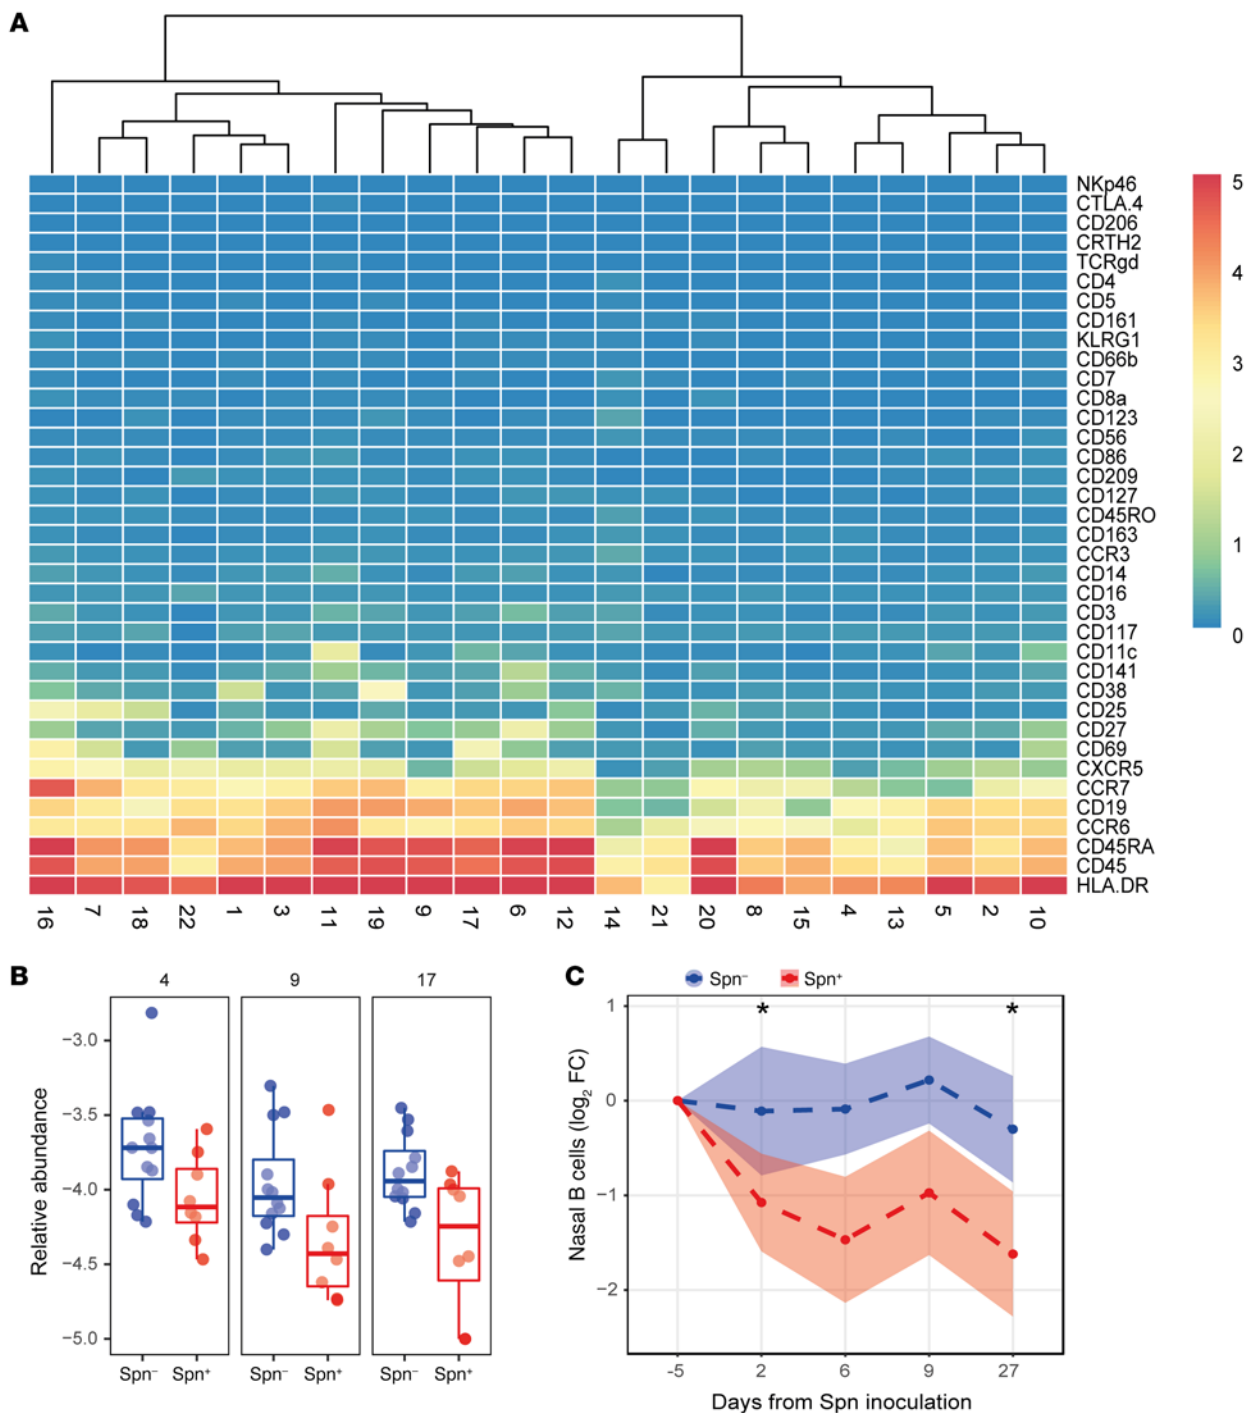 A
NKp46
CTLA.4
CD206
CRTH2
TCRgd
CD4
CD5
CD161
KLRG1
CD66b
CD7
CD8a
CD123
CD56
CD86
CD209
CD127
CD45RO
CD163
CCR3
CD14
CD16
CD3
CD117
CD11c
CD141
CD38
CD25
CD27
CD69
CXCR5
CCR7
CD19
CCR6
CD45RA
CD45
HLA.DR
5
4
3
2
1
0
16 7 18 22 1 3 11 19 9 17 6 12 14 21 20 8 15 4 13 5 2 10
B
4 9 17
Relative abundance
−3.0
−3.5
−4.0
−4.5
−5.0
Spn⁻ Spn⁺ Spn⁻ Spn⁺ Spn⁻ Spn⁺
C
Spn⁻ Spn⁺
Nasal B cells (log₂ FC)
1
0
−1
−2
* *
-5 2 6 9 27
Days from Spn inoculation